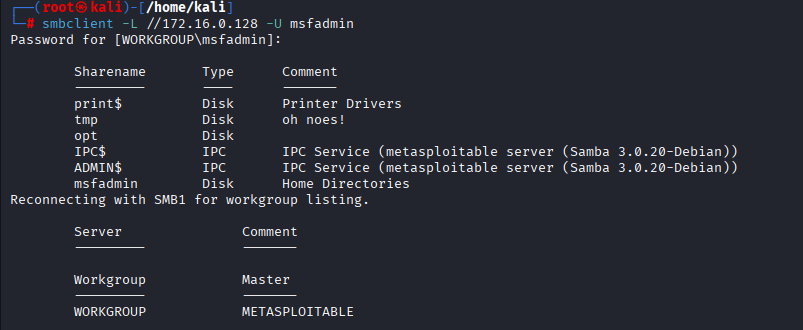 ┌──(root㉿kali)-[/home/kali]
└─# smbclient -L //172.16.0.128 -U msfadmin
Password for [WORKGROUP\msfadmin]:
Sharename Type Comment
--------- ---- -------
print$ Disk Printer Drivers
tmp Disk oh noes!
opt Disk
IPC$ IPC IPC Service (metasploitable server (Samba 3.0.20-Debian))
ADMIN$ IPC IPC Service (metasploitable server (Samba 3.0.20-Debian))
msfadmin Disk Home Directories
Reconnecting with SMB1 for workgroup listing.
Server Comment
--------- -------
Workgroup Master
--------- -------
WORKGROUP METASPLOITABLE